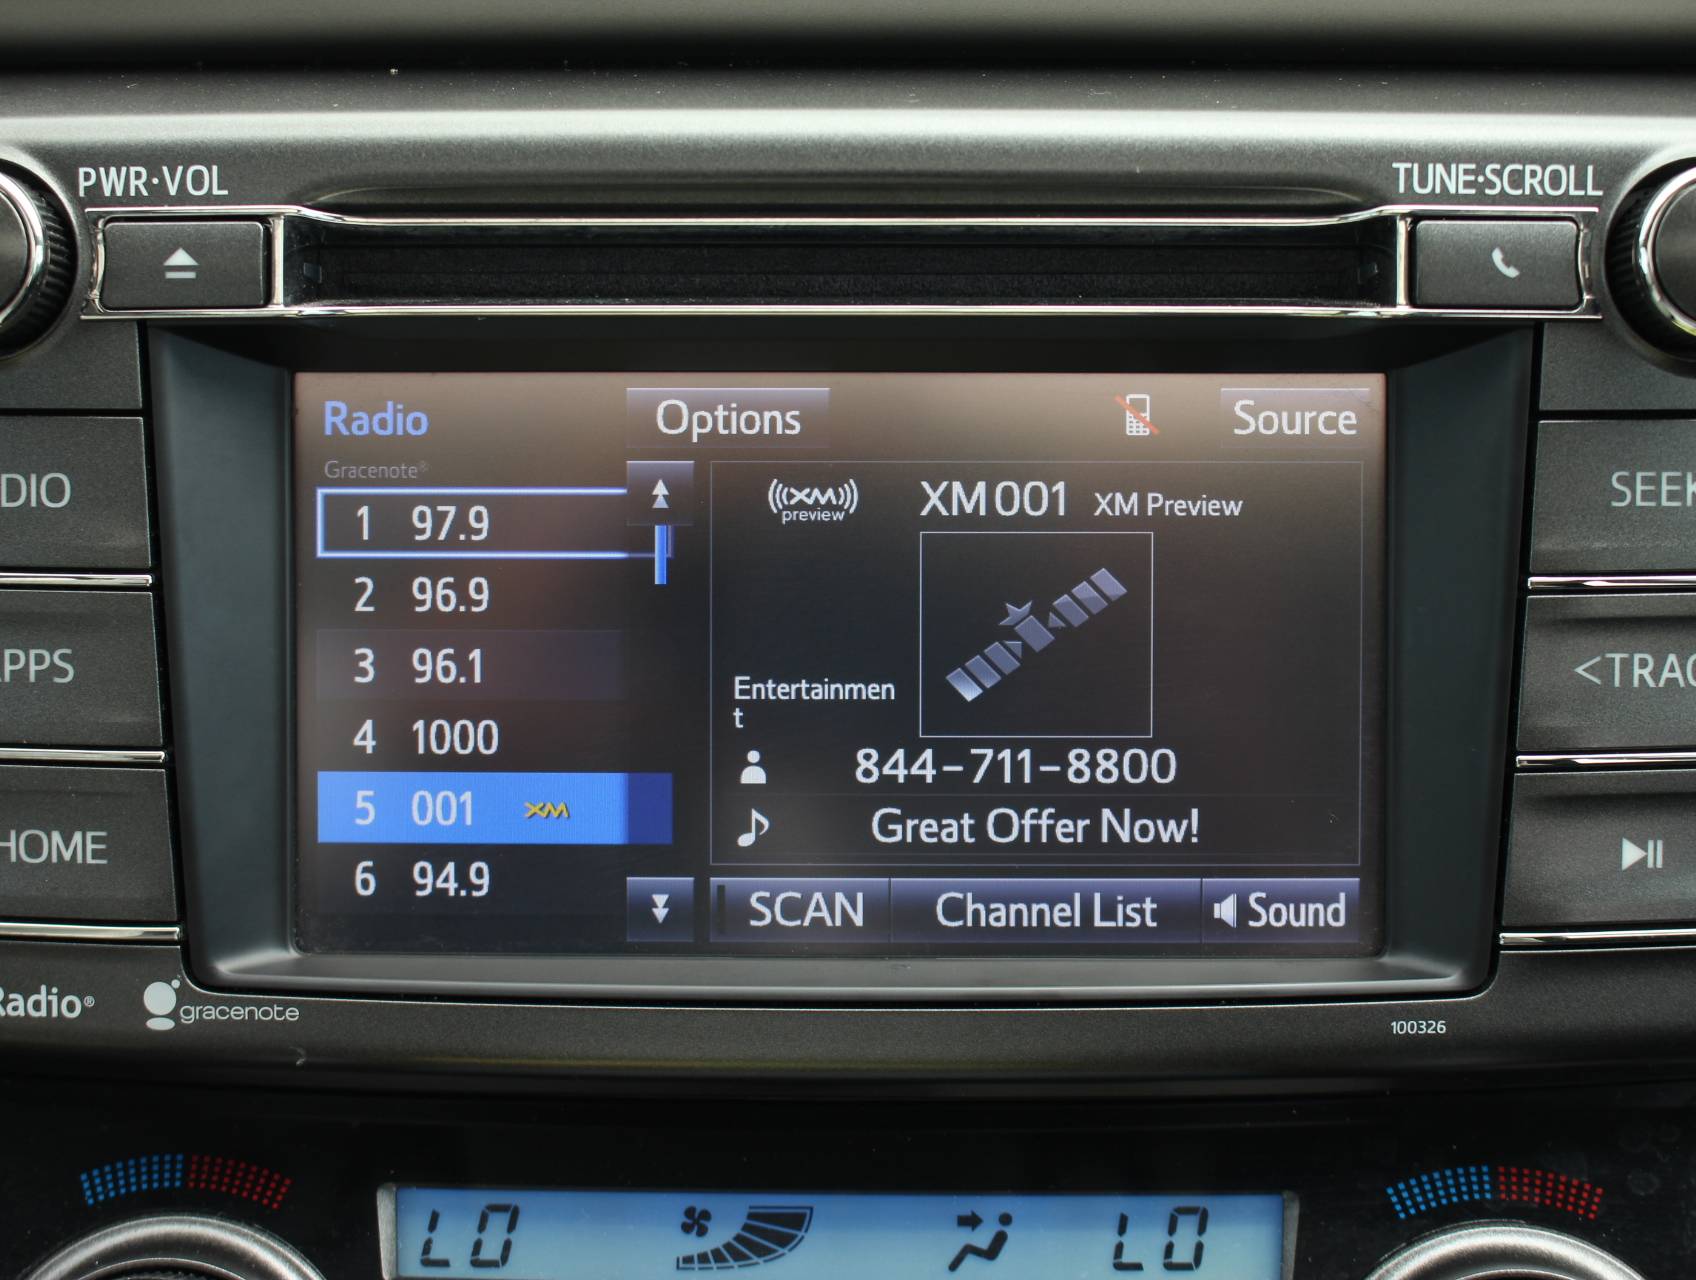 PWR·VOL
TUNE·SCROLL
DIO
PPS
HOME
Radio®
gracenote
Radio
Options
Source
Gracenote®
1 97.9
2 96.9
3 96.1
4 1000
5 001 XM
6 94.9
((XM)) preview
XM001 XM Preview
Entertainmen
t
844-711-8800
Great Offer Now!
SCAN
Channel List
Sound
SEEK
<TRAC
100326
LO
LO